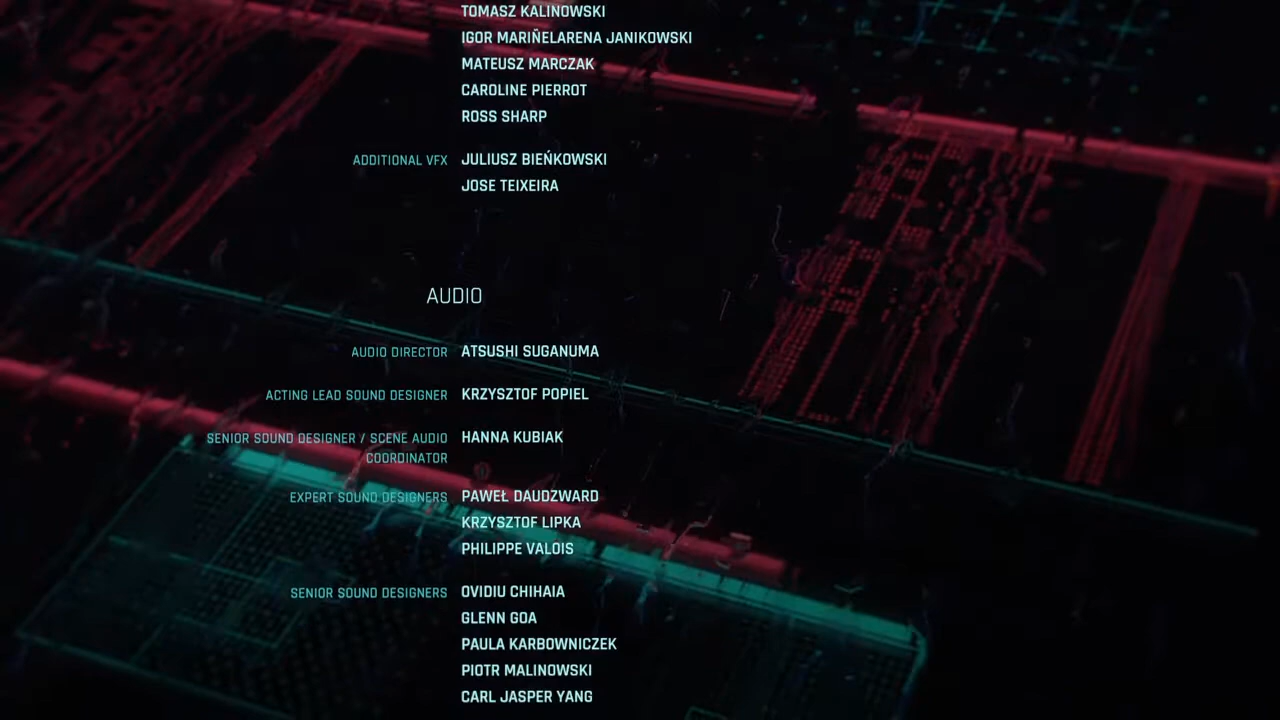 TOMASZ KALINOWSKI
IGOR MARIÑELARENA JANIKOWSKI
MATEUSZ MARCZAK
CAROLINE PIERROT
ROSS SHARP
ADDITIONAL VFX JULIUSZ BIEŃKOWSKI
JOSE TEIXEIRA
AUDIO
AUDIO DIRECTOR ATSUSHI SUGANUMA
ACTING LEAD SOUND DESIGNER KRZYSZTOF POPIEL
SENIOR SOUND DESIGNER / SCENE AUDIO HANNA KUBIAK
COORDINATOR
EXPERT SOUND DESIGNERS PAWEŁ DAUDZWARD
KRZYSZTOF LIPKA
PHILIPPE VALOIS
SENIOR SOUND DESIGNERS OVIDIU CHIHAIA
GLENN GOA
PAULA KARBOWNICZEK
PIOTR MALINOWSKI
CARL JASPER YANG